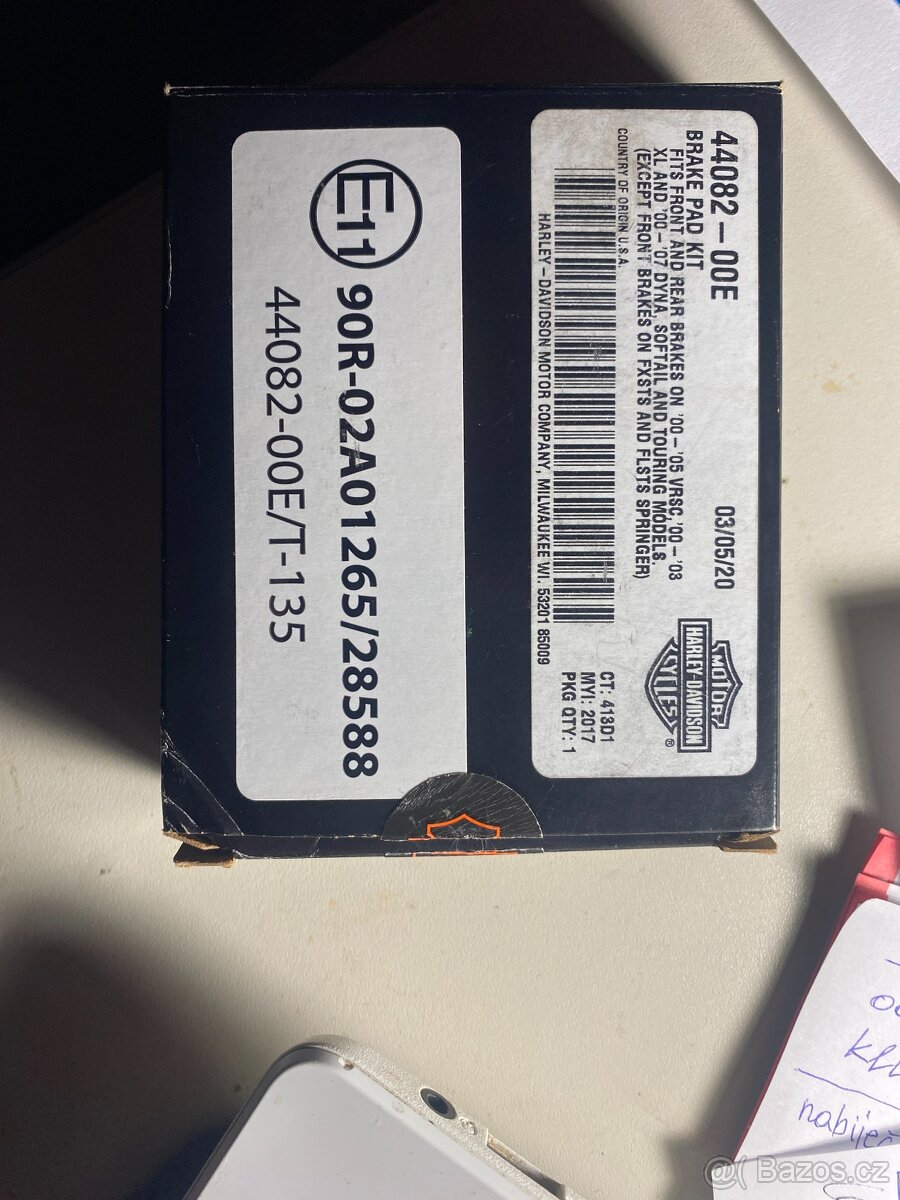 44082-00E
03/05/20
BRAKE PAD KIT
FITS FRONT AND REAR BRAKES ON '00-'05 VRSC '00-'03
XL AND '00-'07 DYNA, SOFTAIL AND TOURING MODELS.
(EXCEPT FRONT BRAKES ON FXSTS AND FLSTS SPRINGER)
COUNTRY OF ORIGIN U.S.A.
HARLEY-DAVIDSON MOTOR COMPANY, MILWAUKEE WI. 53201 85009
MOTOR
HARLEY-DAVIDSON
CYCLES
®
CT: 413D1
MYI: 2017
PKG QTY: 1
E11 90R-02A01265/28588
44082-00E/T-135
nabíječ
@( Bazos.cz